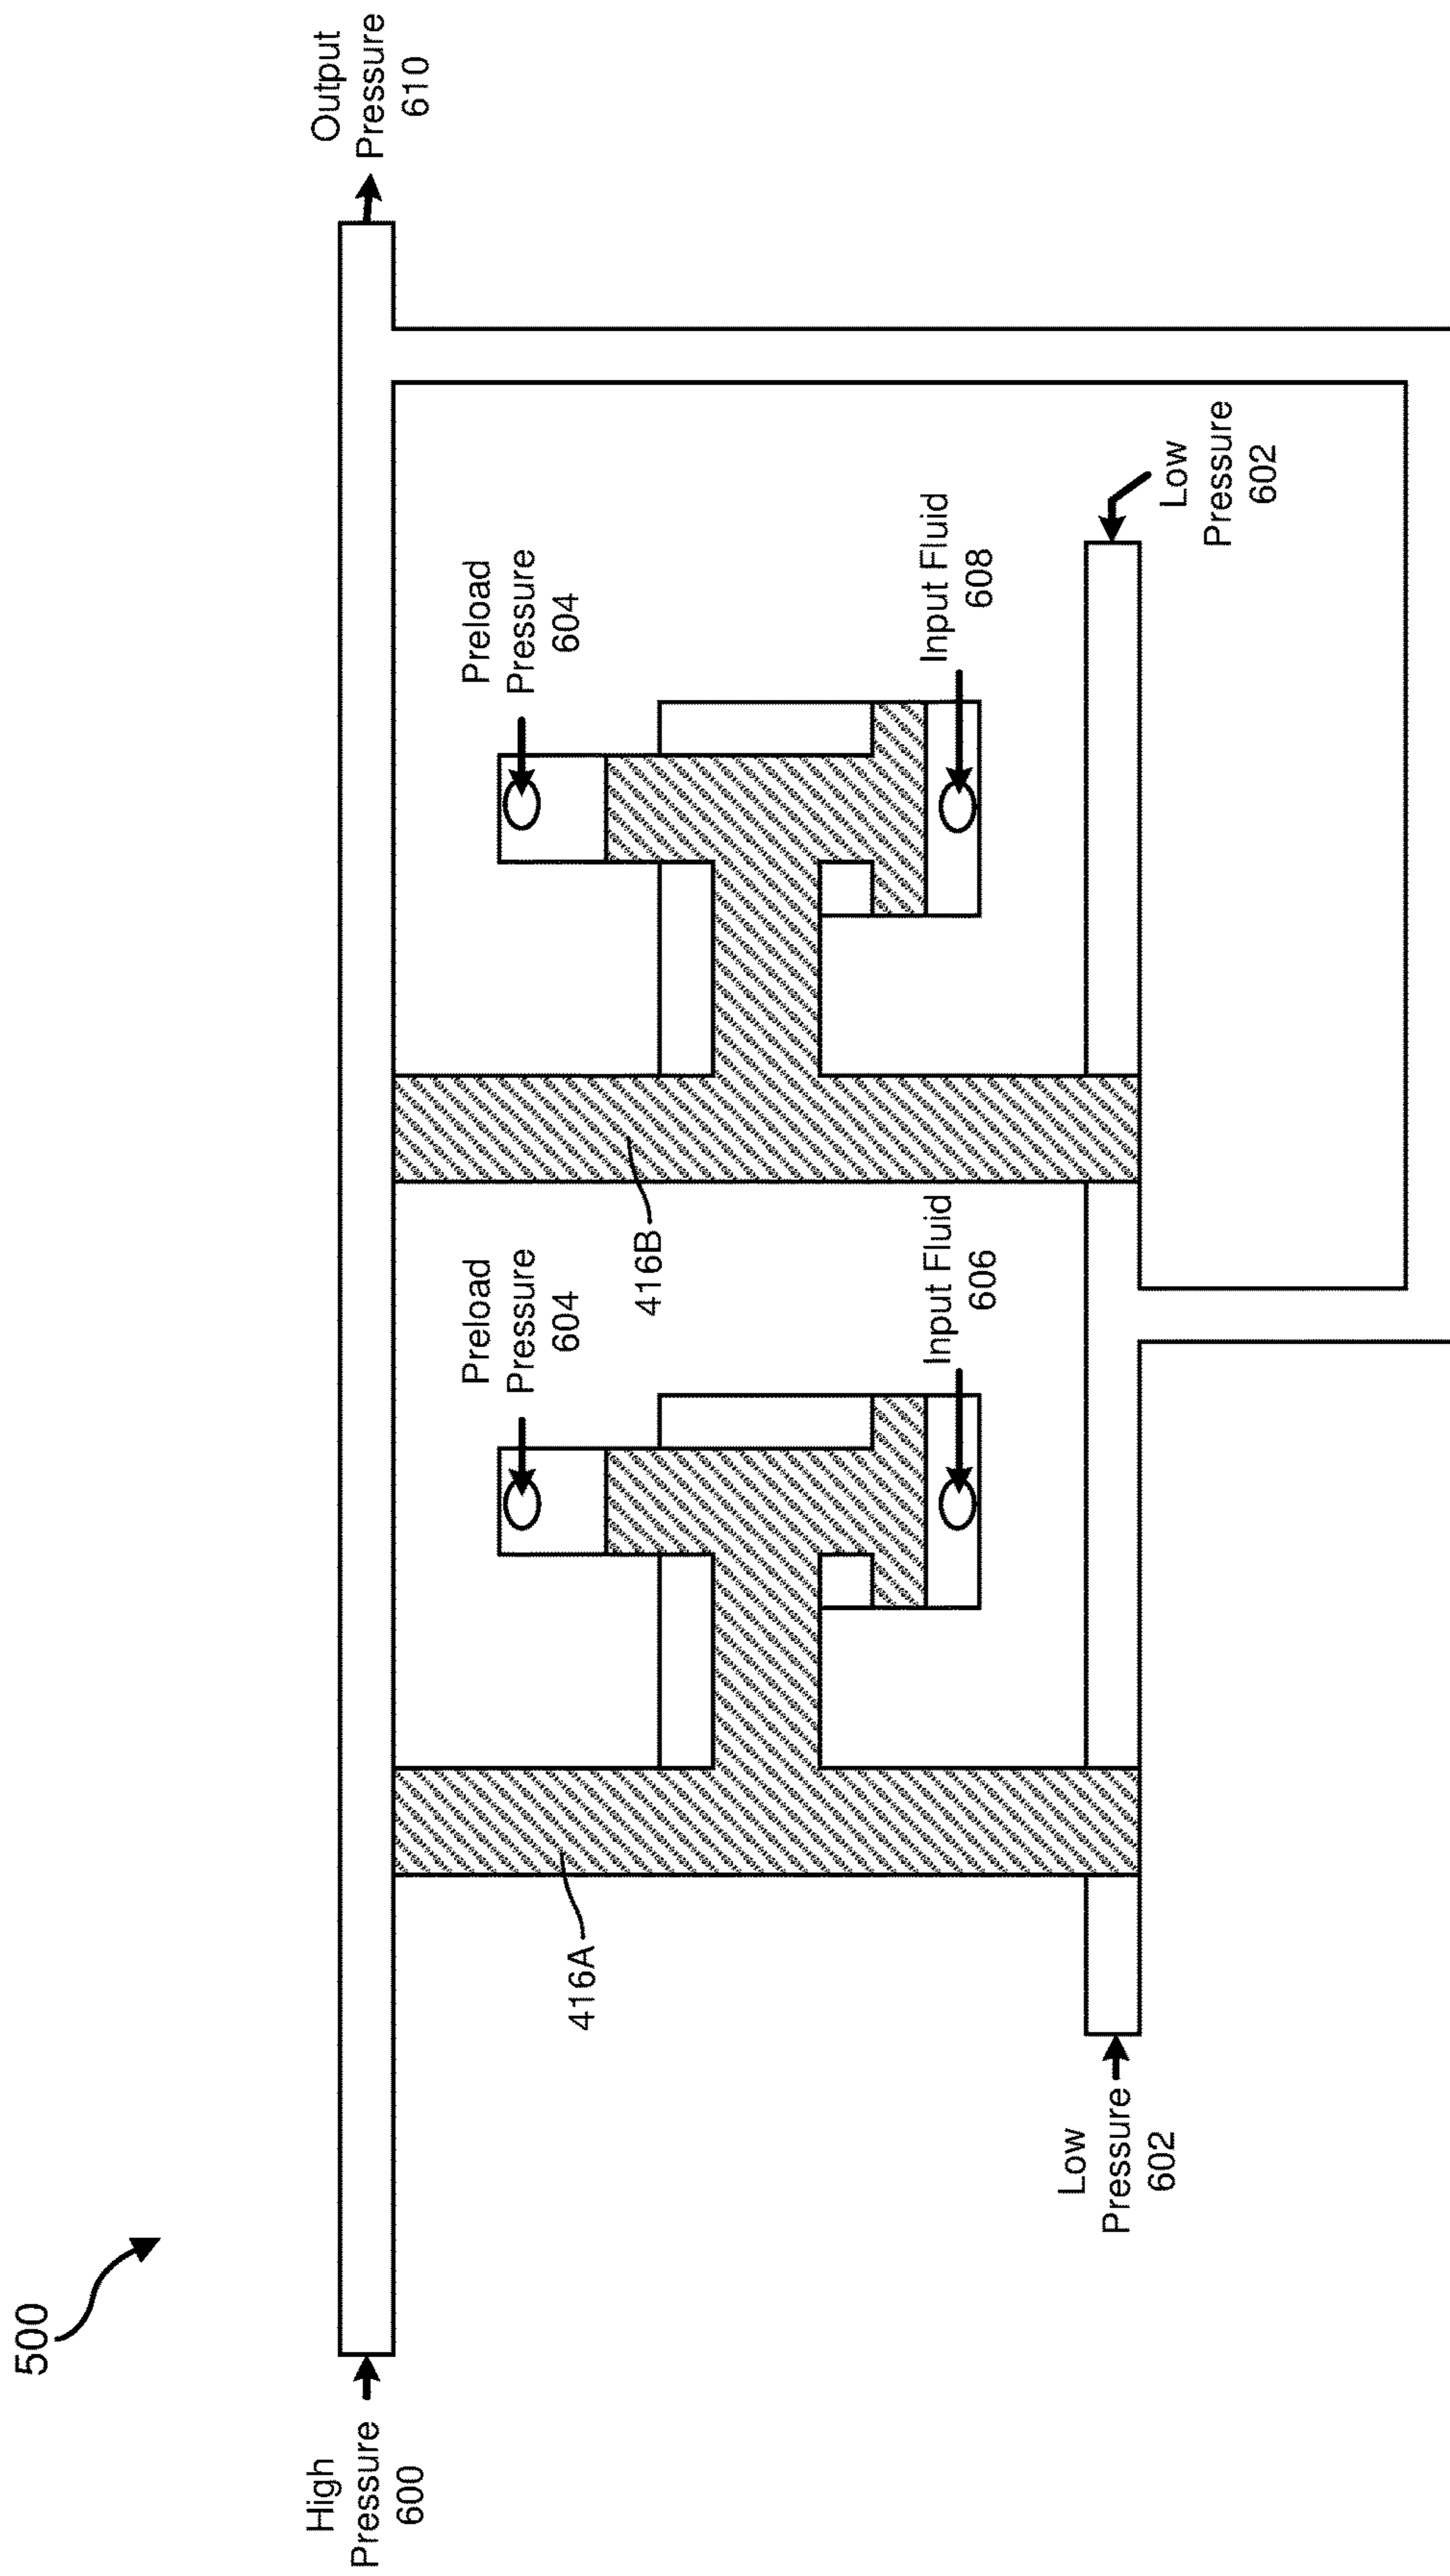 500
High
Pressure
600
Output
Pressure
610
Preload
Pressure
604
Preload
Pressure
604
416A
416B
Input Fluid
606
Input Fluid
608
Low
Pressure
602
Low
Pressure
602